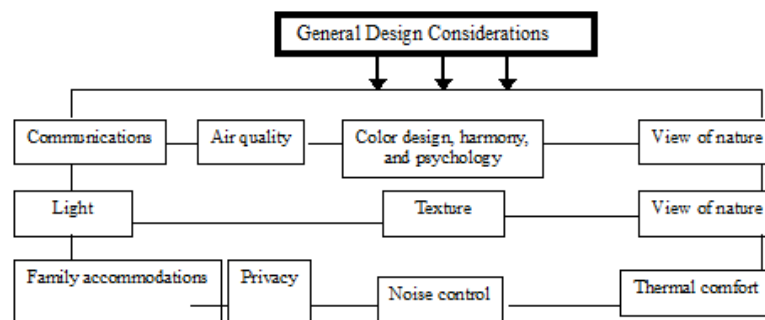 General Design Considerations
Communications
Air quality
Color design, harmony,
and psychology
View of nature
Light
Texture
View of nature
Family accommodations
Privacy
Noise control
Thermal comfort